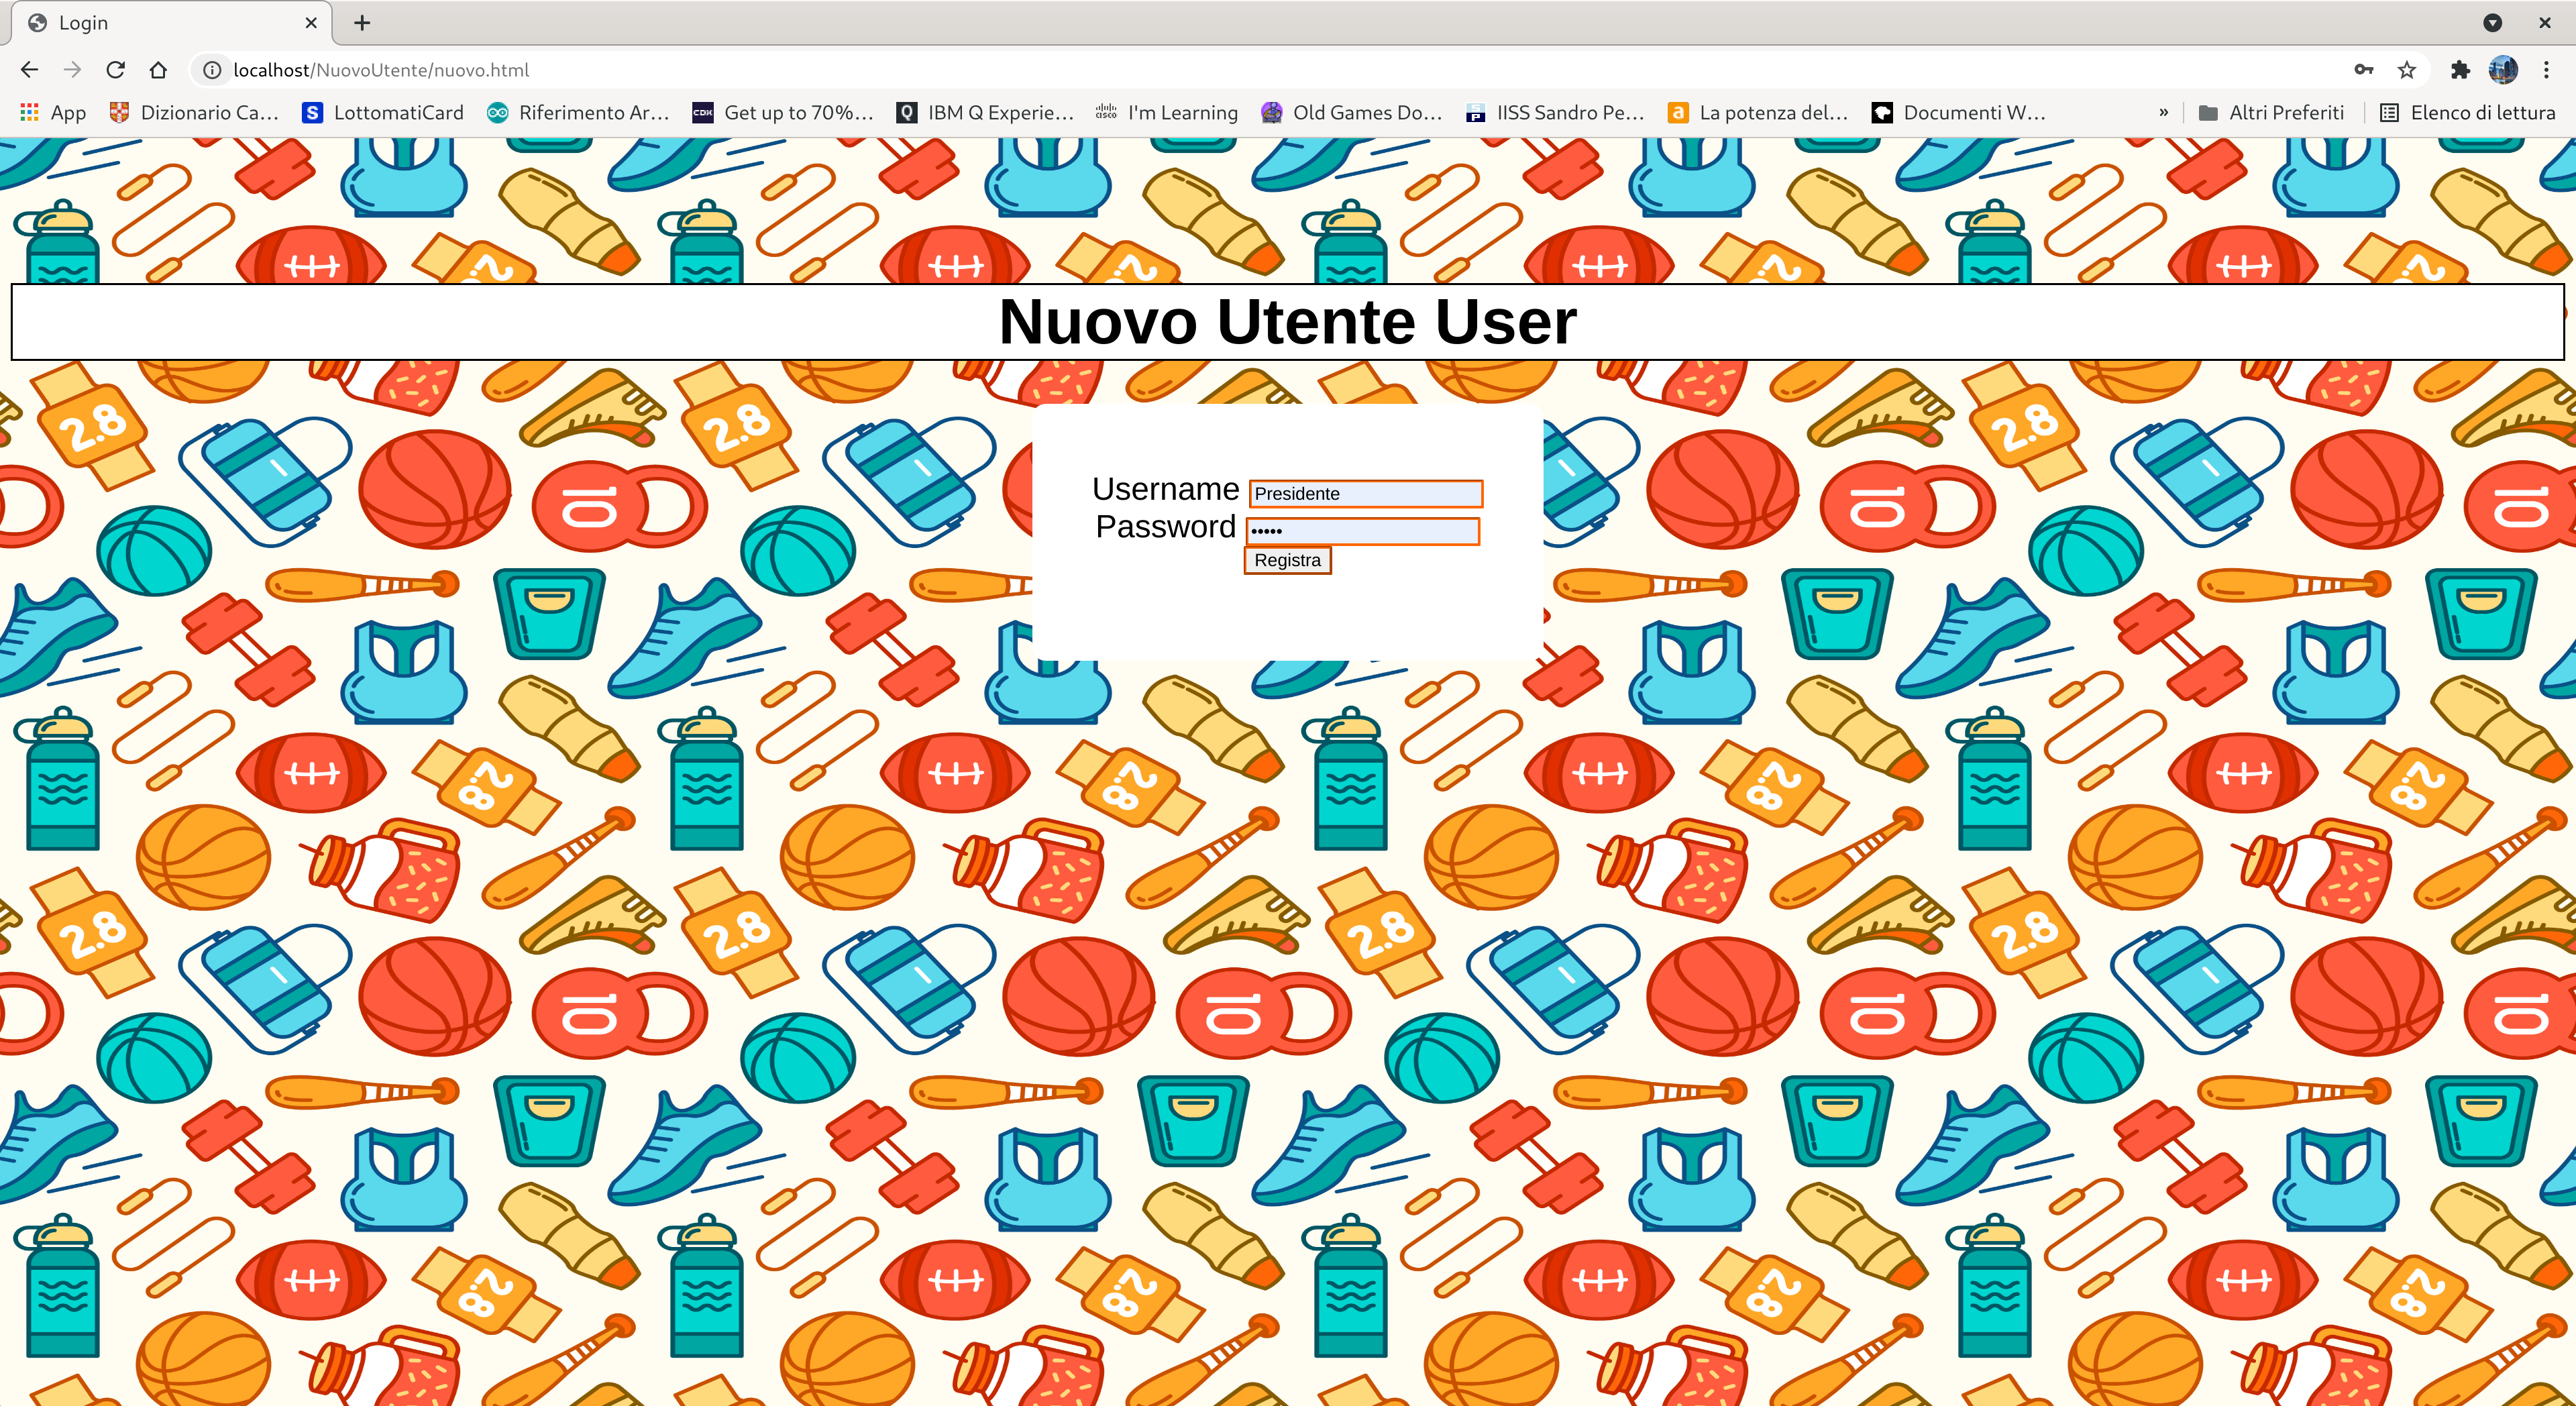 Login
localhost/NuovoUtente/nuovo.html
App Dizionario Ca... LottomatiCard Riferimento Ar... Get up to 70%... IBM Q Experie... I'm Learning Old Games Do... IISS Sandro Pe... La potenza del... Documenti W... » Altri Preferiti Elenco di lettura
Nuovo Utente User
Username Presidente
Password •••••
Registra